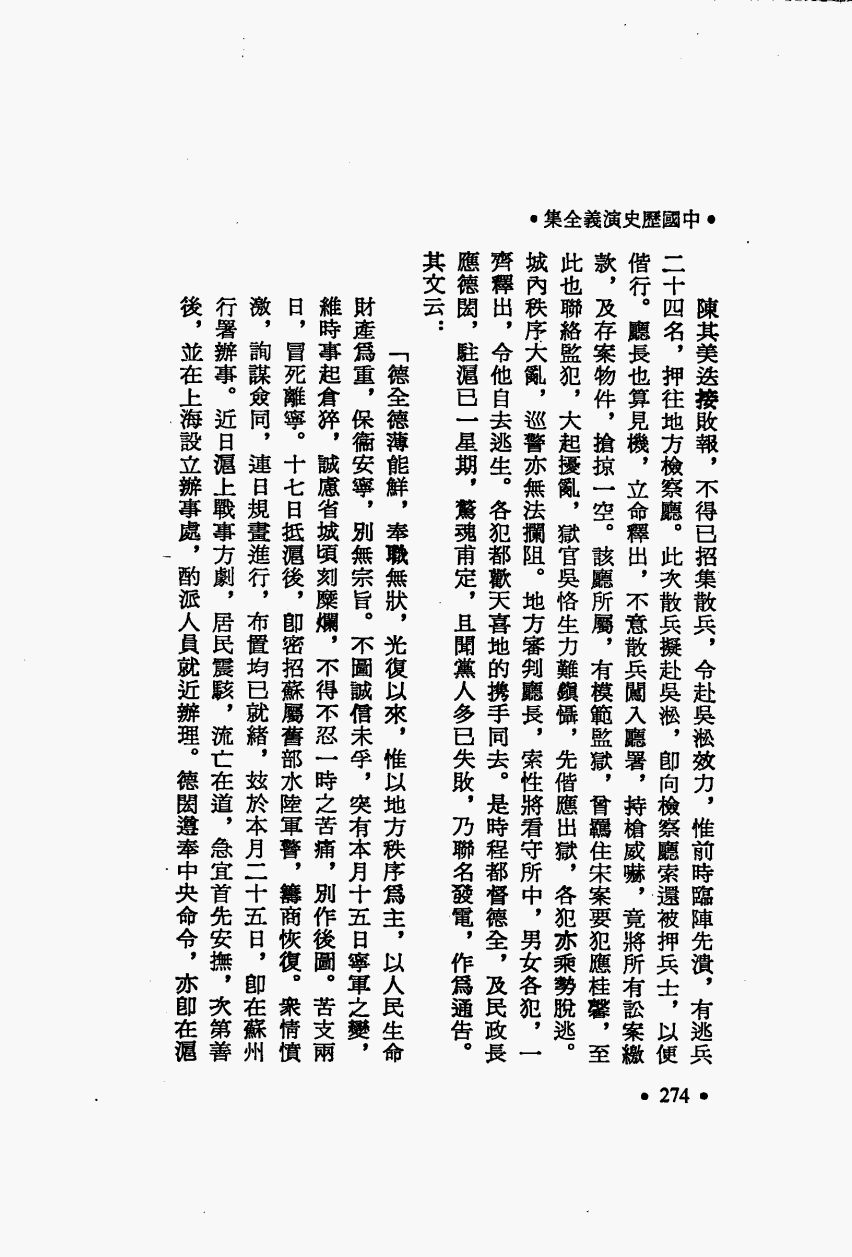 •中國歷史演義全集•
陳其美迭接敗報，不得已招集散兵，令赴吳淞效力，惟前時臨陣先潰，有逃兵
二十四名，押往地方檢察廳。此次散兵擬赴吳淞，卽向檢察廳索還被押兵士，以便
偕行。廳長也算見機，立命釋出，不意散兵闖入廳署，持槍威嚇，竟將所有訟案繳
款，及存案物件，搶掠一空。該廳所屬，有模範監獄，曾羈住宋案要犯應桂馨，至
此也聯絡監犯，大起擾亂，獄官吳恪生力難鎭懾，先偕應出獄，各犯亦乘勢脫逃。
城內秩序大亂，巡警亦無法攔阻。地方審判廳長，索性將看守所中，男女各犯，一
齊釋出，令他自去逃生。各犯都歡天喜地的携手同去。是時程都督德全，及民政長
應德閎，駐滬已一星期，驚魂甫定，且聞黨人多已失敗，乃聯名發電，作爲通告。
其文云：
「德全德薄能鮮，奉職無狀，光復以來，惟以地方秩序爲主，以人民生命
財產爲重，保衞安寧，別無宗旨。不圖誠信未孚，突有本月十五日寧軍之變，
維時事起倉猝，誠慮省城頃刻糜爛，不得不忍一時之苦痛，別作後圖。苦支兩
日，冒死離寧。十七日抵滬後，卽密招蘇屬舊部水陸軍警，籌商恢復。衆情憤
激，詢謀僉同，連日規畫進行，布置均已就緒，玆於本月二十五日，卽在蘇州
行署辦事。近日滬上戰事方劇，居民震駭，流亡在道，急宜首先安撫，次第善
後，並在上海設立辦事處，酌派人員就近辦理。德閎遵奉中央命令，亦卽在滬
• 274 •